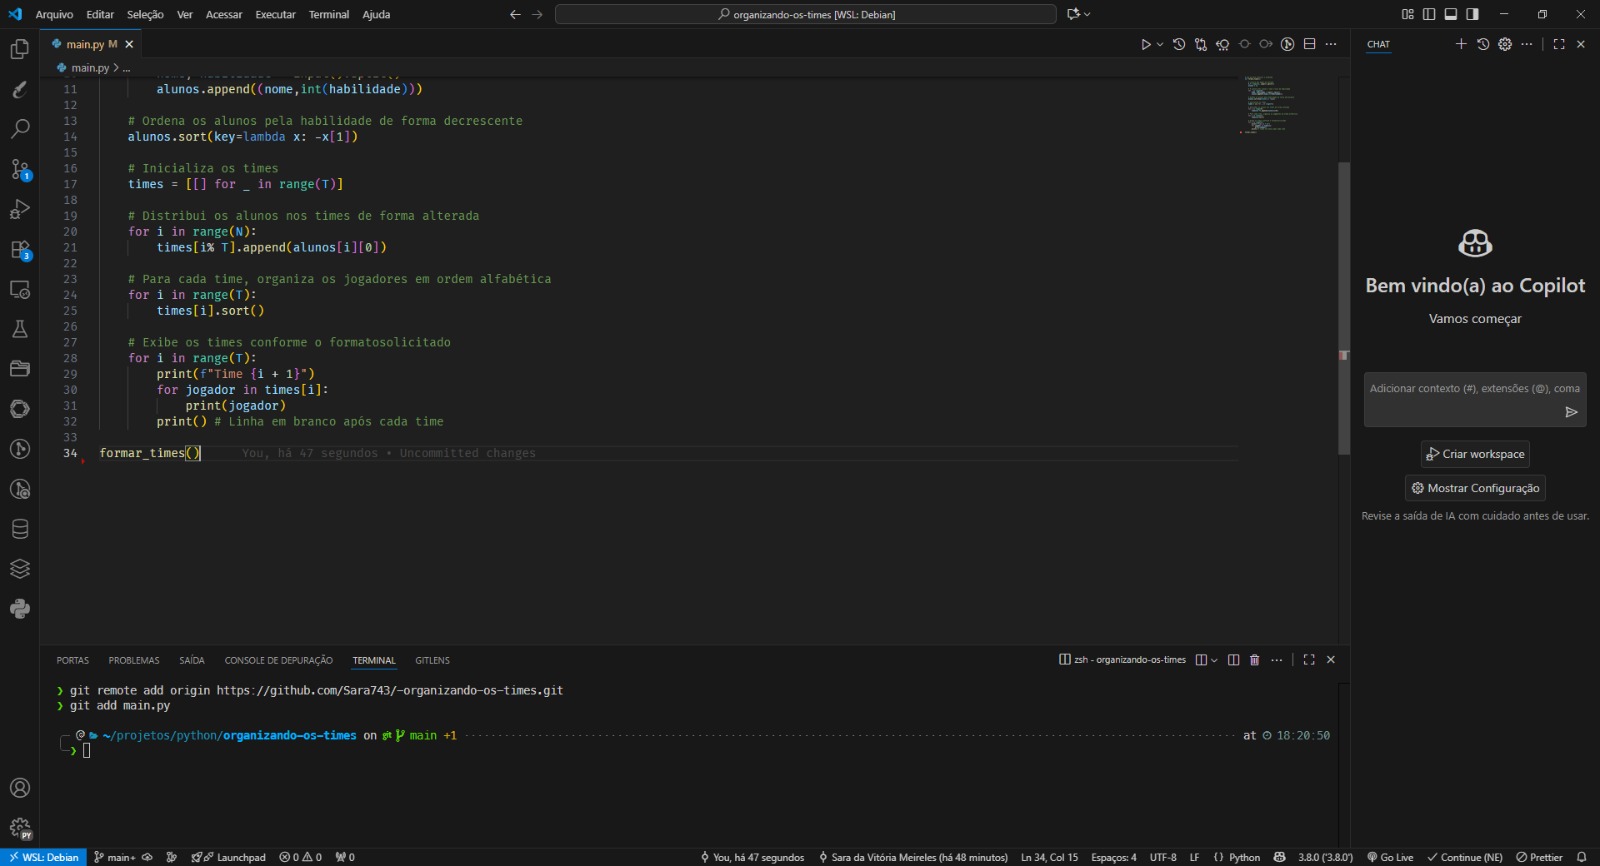 Arquivo Editar Seleção Ver Acessar Executar Terminal Ajuda
organizando-os-times [WSL: Debian]
main.py M
main.py > ...
CHAT
11 alunos.append((nome,int(habilidade)))
12
13 # Ordena os alunos pela habilidade de forma decrescente
14 alunos.sort(key=lambda x: -x[1])
15
16 # Inicializa os times
17 times = [[] for _ in range(T)]
18
19 # Distribui os alunos nos times de forma alterada
20 for i in range(N):
21 times[i% T].append(alunos[i][0])
22
23 # Para cada time, organiza os jogadores em ordem alfabética
24 for i in range(T):
25 times[i].sort()
26
27 # Exibe os times conforme o formatosolicitado
28 for i in range(T):
29 print(f"Time {i + 1}")
30 for jogador in times[i]:
31 print(jogador)
32 print() # Linha em branco após cada time
33
34 formar_times() You, há 47 segundos • Uncommitted changes
1
3
PY
Bem vindo(a) ao Copilot
Vamos começar
Adicionar contexto (#), extensões (@), coma
Criar workspace
Mostrar Configuração
Revise a saída de IA com cuidado antes de usar.
PORTAS PROBLEMAS SAÍDA CONSOLE DE DEPURAÇÃO TERMINAL GITLENS
zsh - organizando-os-times
❯ git remote add origin https://github.com/Sara743/-organizando-os-times.git
❯ git add main.py
~/projetos/python/organizando-os-times on git main +1 at 18:20:50
❯
WSL: Debian main+ Launchpad 0 0 0 You, há 47 segundos Sara da Vitória Meireles (há 48 minutos) Ln 34, Col 15 Espaços: 4 UTF-8 LF {} Python 3.8.0 ('3.8.0') Go Live Continue (NE) Prettier